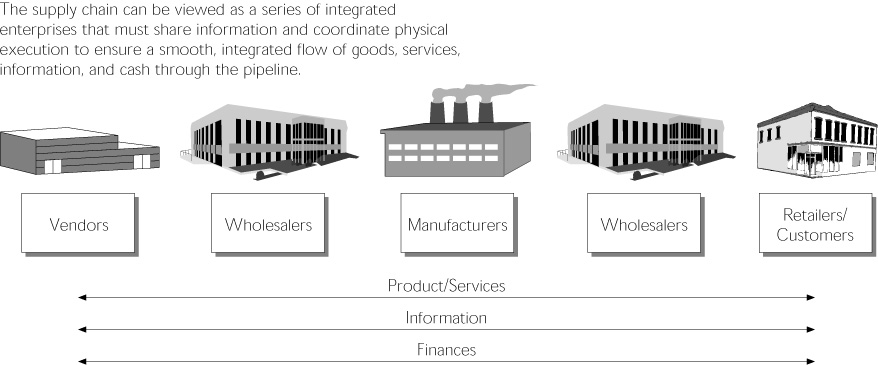 The supply chain can be viewed as a series of integrated
enterprises that must share information and coordinate physical
execution to ensure a smooth, integrated flow of goods, services,
information, and cash through the pipeline.
Vendors
Wholesalers
Manufacturers
Wholesalers
Retailers/
Customers
Product/Services
Information
Finances